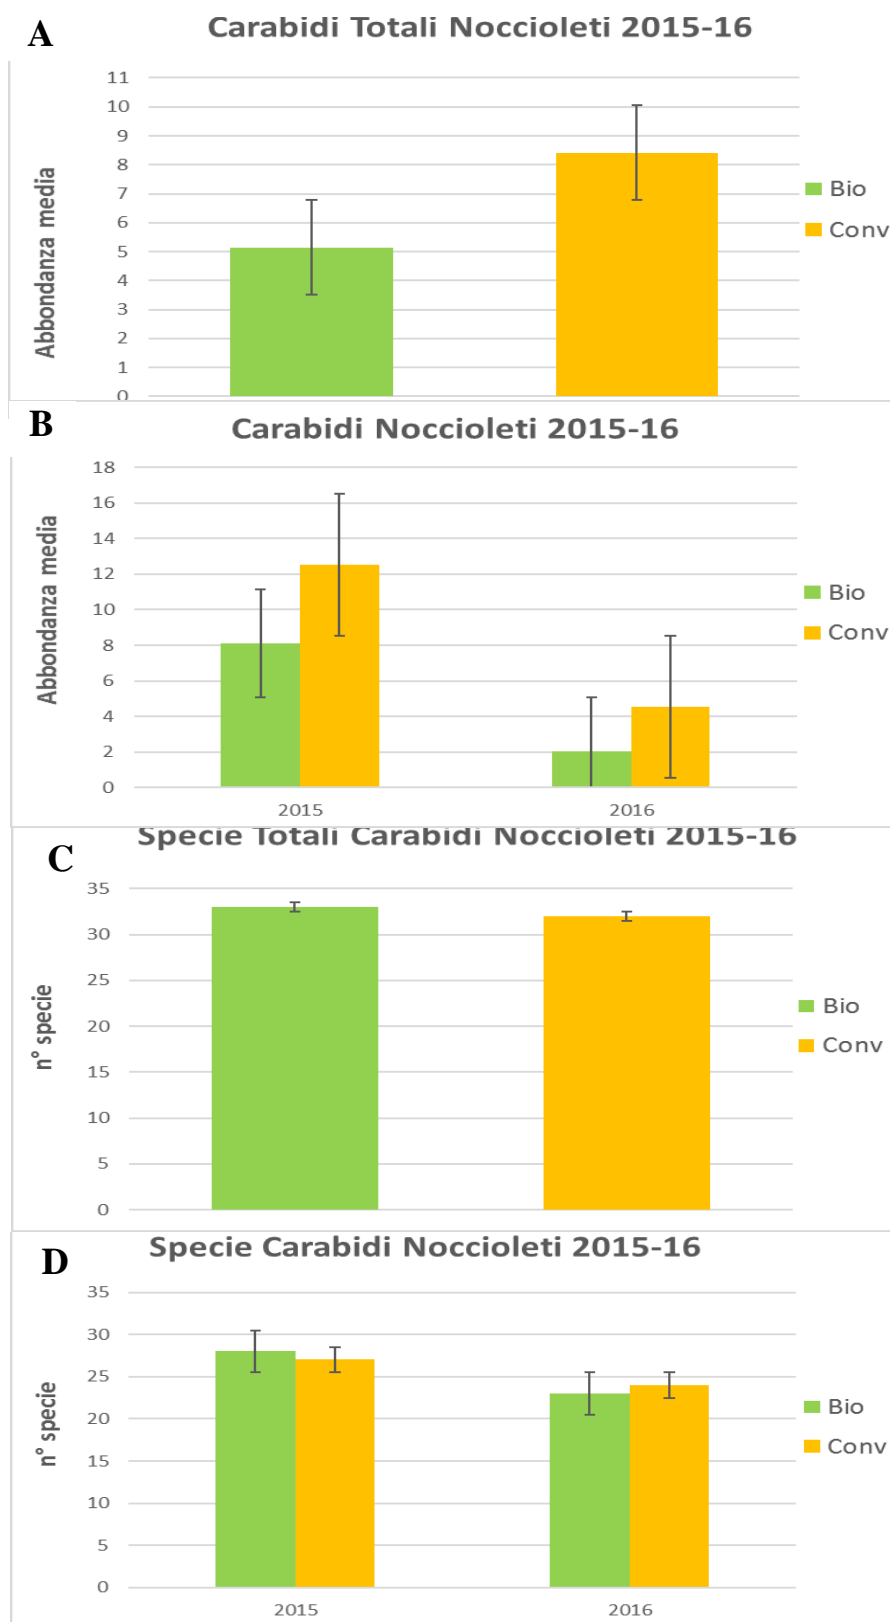 A
Carabidi Totali Noccioleti 2015-16
11
10
9
8
7
6
5
4
3
2
1
0
Abbondanza media
Bio
Conv
B
Carabidi Noccioleti 2015-16
18
16
14
12
10
8
6
4
2
0
Abbondanza media
2015
2016
Bio
Conv
C
Specie Totali Carabidi Noccioleti 2015-16
35
30
25
20
15
10
5
0
n° specie
Bio
Conv
D
Specie Carabidi Noccioleti 2015-16
35
30
25
20
15
10
5
0
n° specie
2015
2016
Bio
Conv